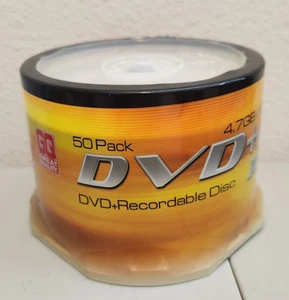 50 Pack
4.7GB
DVD+
DVD+Recordable Disc